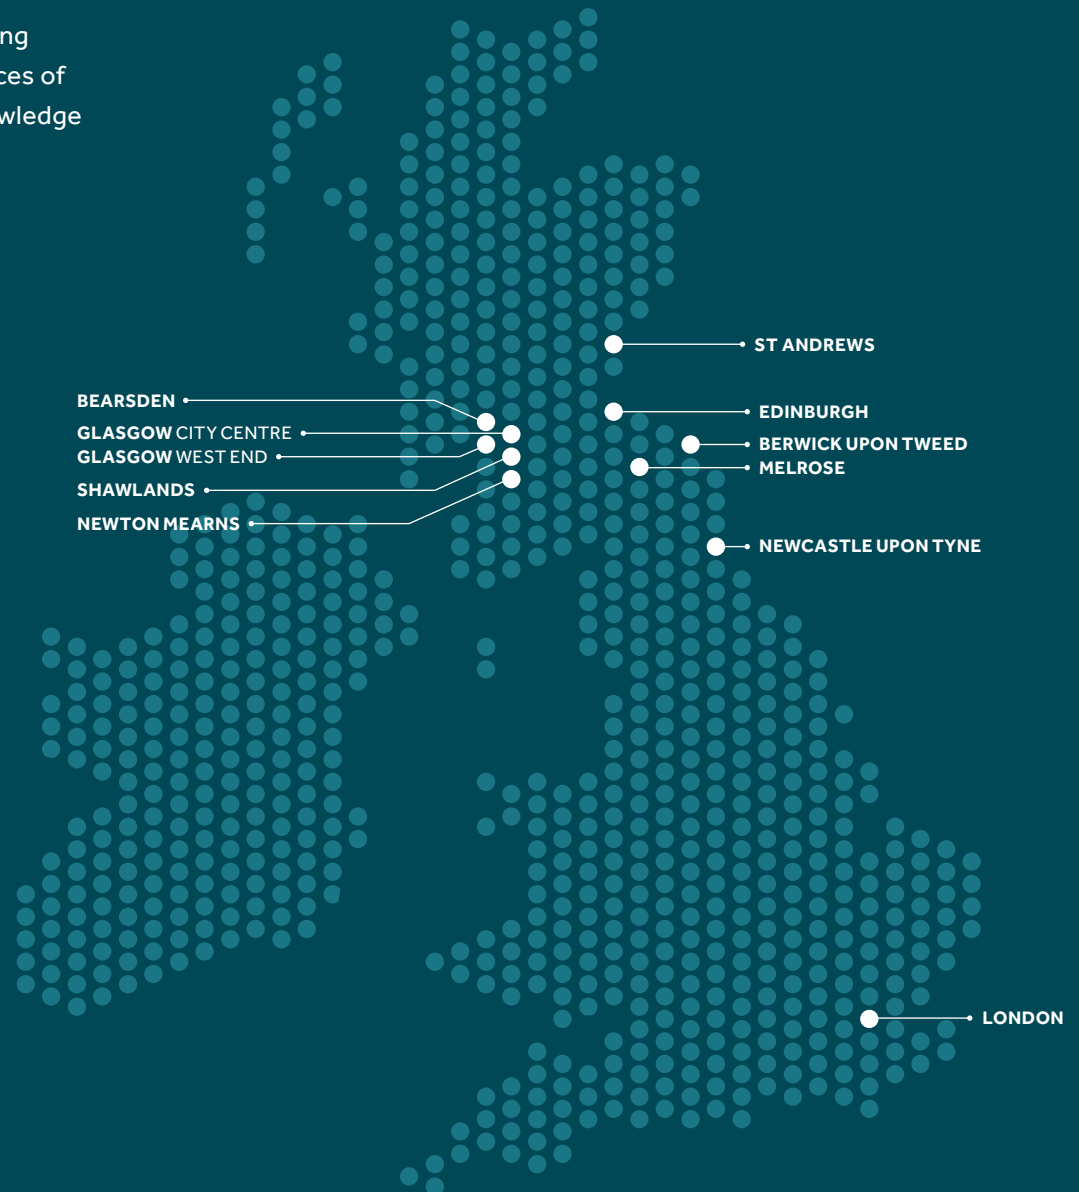 ng
ces of
wledge
ST ANDREWS
BEARSDEN
EDINBURGH
GLASGOW CITY CENTRE
BERWICK UPON TWEED
GLASGOW WEST END
MELROSE
SHAWLANDS
NEWTON MEARNS
NEWCASTLE UPON TYNE
LONDON